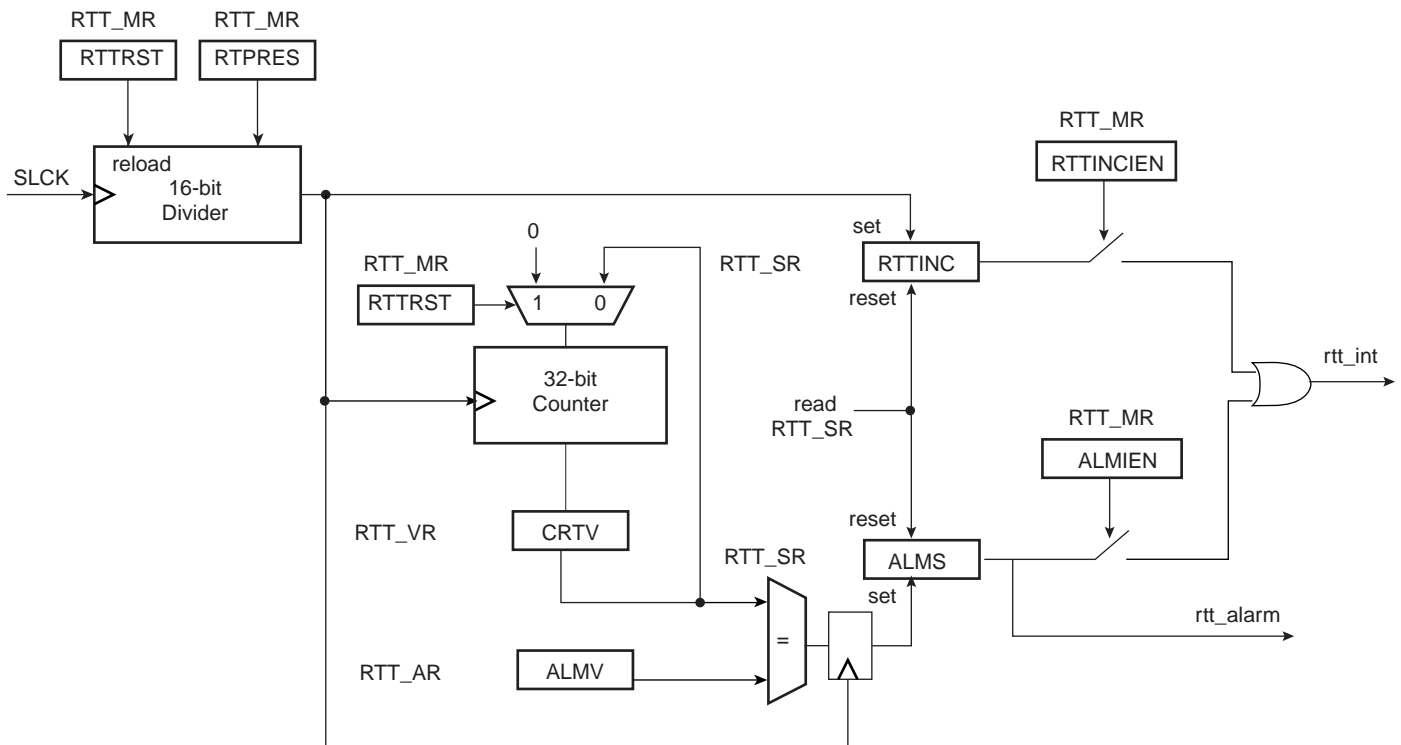 RTT_MR
RTT_MR
RTTRST
RTPRES
reload
16-bit
Divider
SLCK
RTT_MR
RTTINCIEN
0
set
RTT_MR
RTT_SR
RTTINC
RTTRST
1 0
reset
32-bit
Counter
rtt_int
read
RTT_SR
RTT_MR
ALMIEN
reset
RTT_VR
CRTV
RTT_SR
ALMS
set
rtt_alarm
=
RTT_AR
ALMV